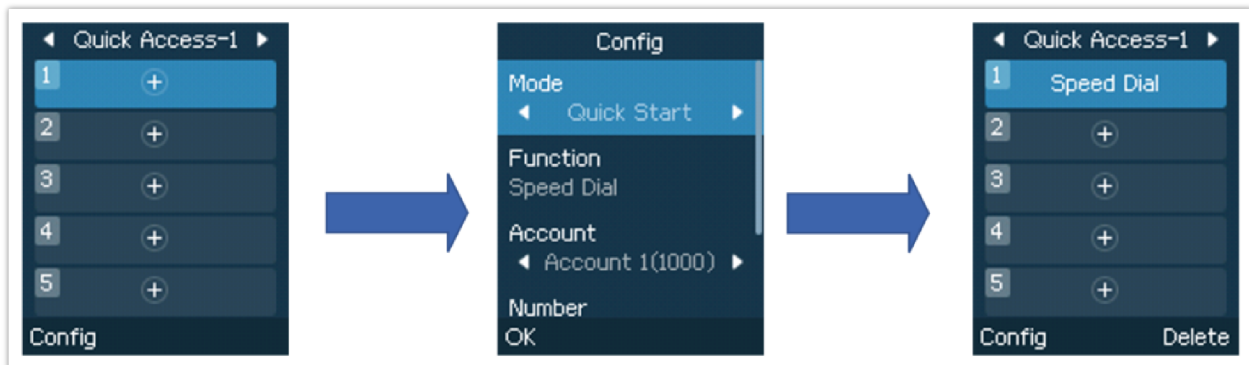 Quick Access-1
1
2
3
4
5
Config
Config
Mode
Quick Start
Function
Speed Dial
Account
Account 1(1000)
Number
OK
Quick Access-1
1 Speed Dial
2
3
4
5
Config Delete